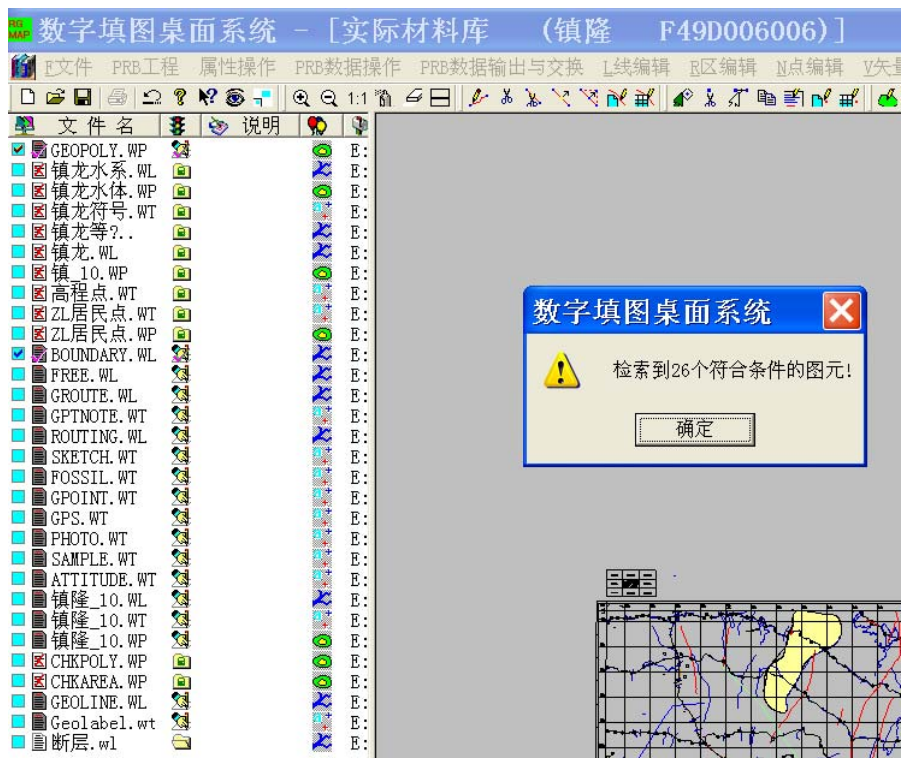 RG MAP 数字填图桌面系统 - [实际材料库 (镇隆 F49D006006)]
F文件 PRB工程 属性操作 PRB数据操作 PRB数据输出与交换 L线编辑 R区编辑 N点编辑 V矢量
1:1
文件名 说明
GEOPOLY.WP E:
镇龙水系.WL E:
镇龙水体.WP E:
镇龙符号.WT E:
镇龙等?.. E:
镇龙.WL E:
镇_10.WP E:
高程点.WT E:
ZL居民点.WT E:
ZL居民点.WP E:
BOUNDARY.WL E:
FREE.WL E:
GROUTE.WL E:
GPTNOTE.WT E:
ROUTING.WL E:
SKETCH.WT E:
FOSSIL.WT E:
GPOINT.WT E:
GPS.WT E:
PHOTO.WT E:
SAMPLE.WT E:
ATTITUDE.WT E:
镇隆_10.WL E:
镇隆_10.WT E:
镇隆_10.WP E:
CHKPOLY.WP E:
CHKAREA.WP E:
GEOLINE.WL E:
Geolabel.wt E:
断层.wl E:
数字填图桌面系统
检索到26个符合条件的图元!
确定